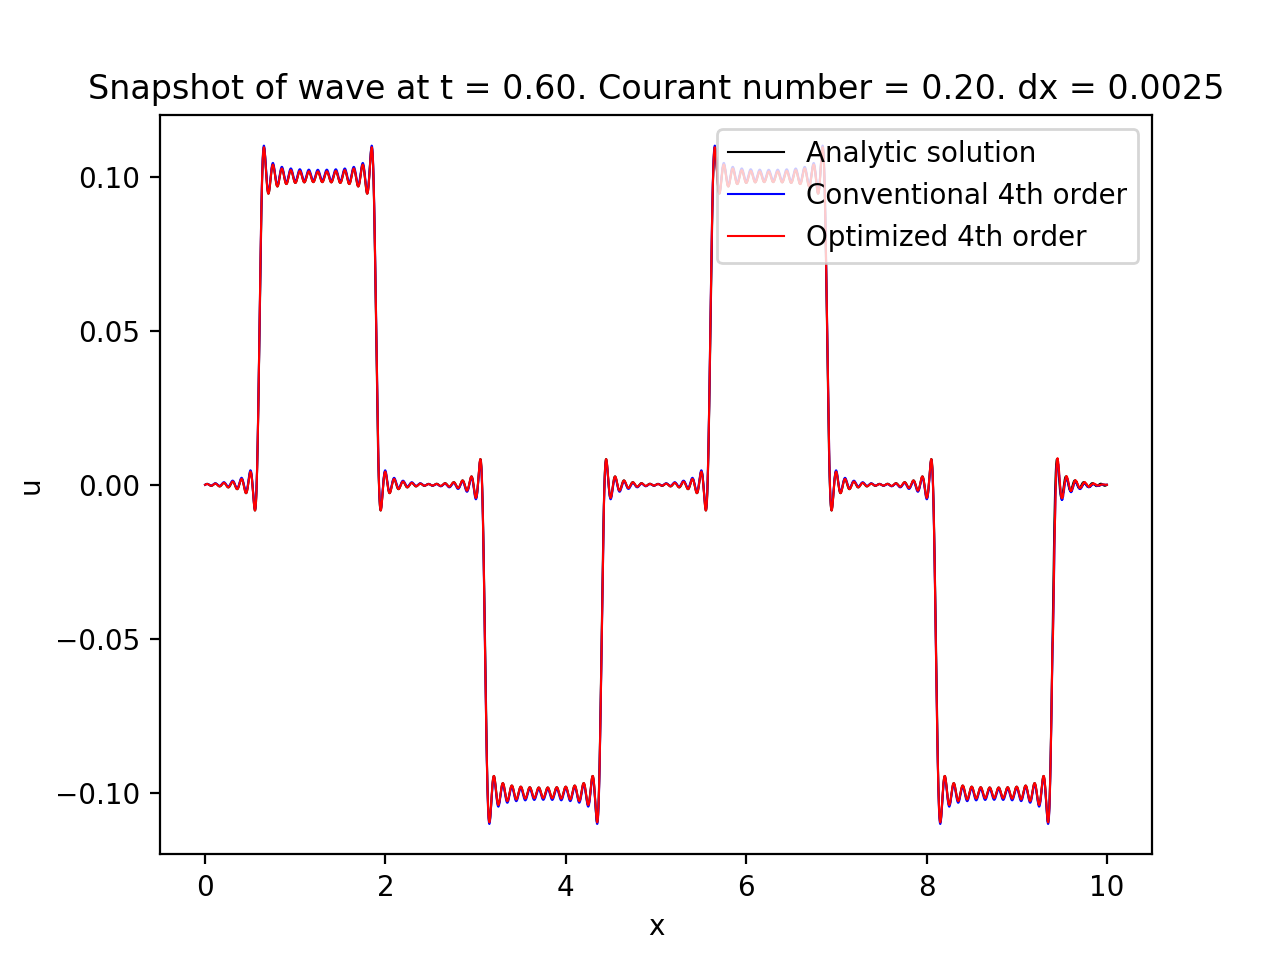 Snapshot of wave at t = 0.60. Courant number = 0.20. dx = 0.0025
Analytic solution
Conventional 4th order
Optimized 4th order
0.10
0.05
0.00
−0.05
−0.10
u
0 2 4 6 8 10
x